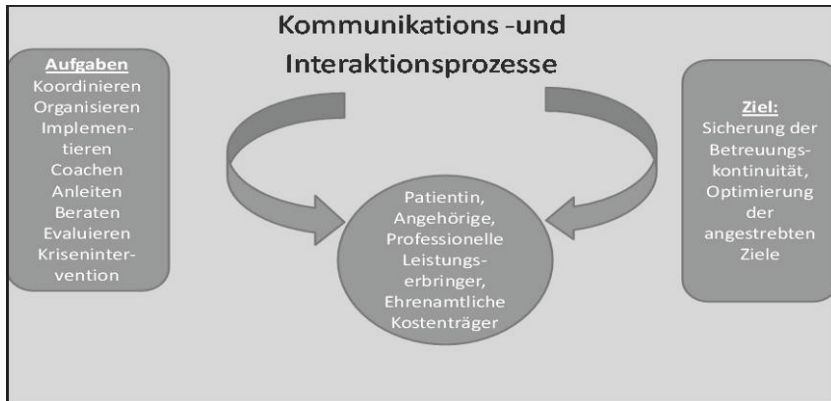 Kommunikations -und
Interaktionsprozesse
Aufgaben
Koordinieren
Organisieren
Implemen-
tieren
Coachen
Anleiten
Beraten
Evaluieren
Kriseninter-
vention
Patientin,
Angehörige,
Professionelle
Leistungs-
erbringer,
Ehrenamtliche
Kostenträger
Ziel:
Sicherung der
Betreuungs-
kontinuität,
Optimierung
der
angestrebten
Ziele